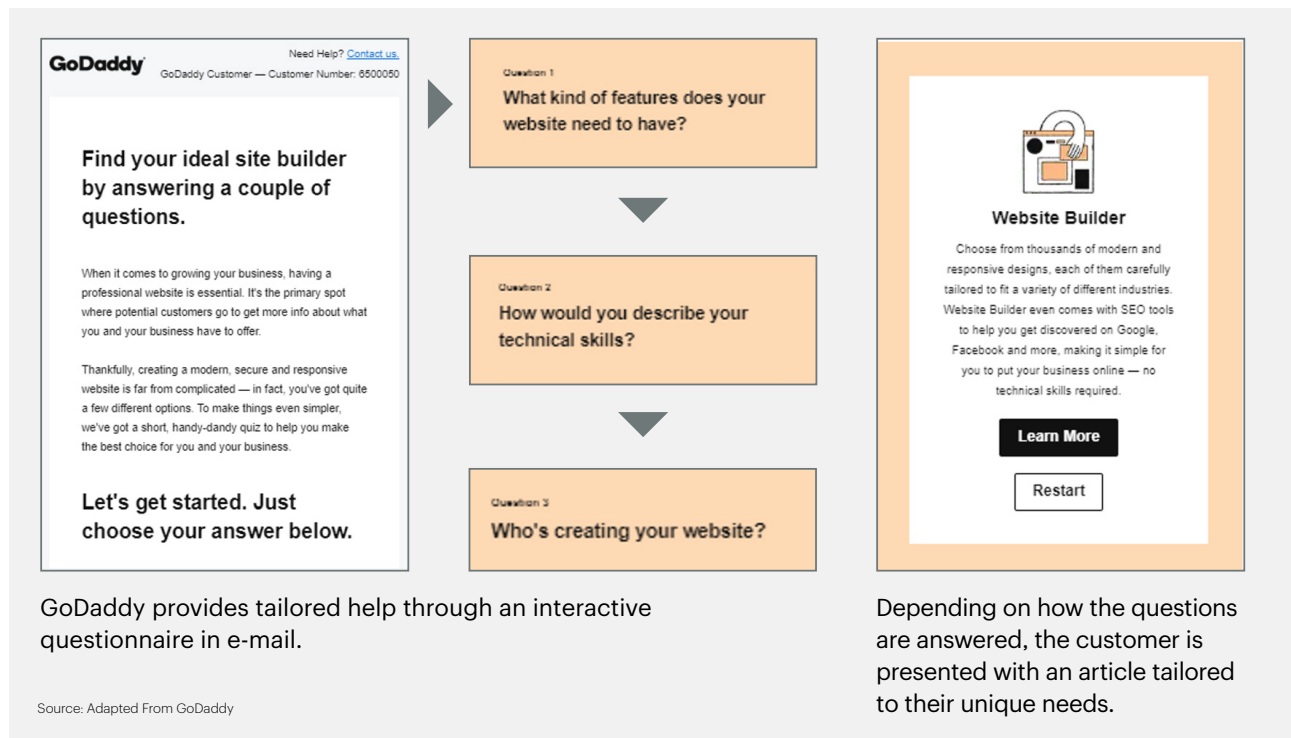 GoDaddy
Need Help? Contact us.
GoDaddy Customer — Customer Number: 6500050
Find your ideal site builder
by answering a couple of
questions.
When it comes to growing your business, having a
professional website is essential. It's the primary spot
where potential customers go to get more info about what
you and your business have to offer.
Thankfully, creating a modern, secure and responsive
website is far from complicated — in fact, you've got quite
a few different options. To make things even simpler,
we've got a short, handy-dandy quiz to help you make
the best choice for you and your business.
Let's get started. Just
choose your answer below.
Question 1
What kind of features does your
website need to have?
Question 2
How would you describe your
technical skills?
Question 3
Who's creating your website?
Website Builder
Choose from thousands of modern and
responsive designs, each of them carefully
tailored to fit a variety of different industries.
Website Builder even comes with SEO tools
to help you get discovered on Google,
Facebook and more, making it simple for
you to put your business online — no
technical skills required.
Learn More
Restart
GoDaddy provides tailored help through an interactive
questionnaire in e-mail.
Depending on how the questions
are answered, the customer is
presented with an article tailored
to their unique needs.
Source: Adapted From GoDaddy